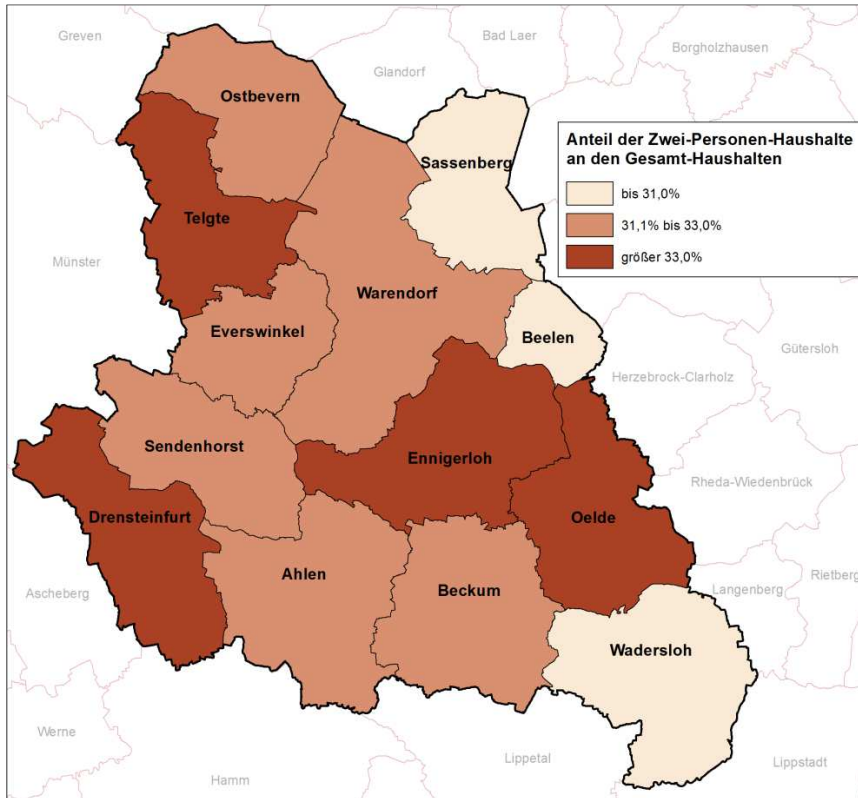 Greven
Bad Laer
Borgholzhausen
Glandorf
Ostbevern
Anteil der Zwei-Personen-Haushalte
an den Gesamt-Haushalten
bis 31,0%
31,1% bis 33,0%
größer 33,0%
Sassenberg
Telgte
Münster
Warendorf
Everswinkel
Beelen
Gütersloh
Herzebrock-Clarholz
Sendenhorst
Ennigerloh
Rheda-Wiedenbrück
Drensteinfurt
Oelde
Ahlen
Beckum
Ascheberg
Langenberg
Rietberg
Wadersloh
Werne
Lippetal
Lippstadt
Hamm